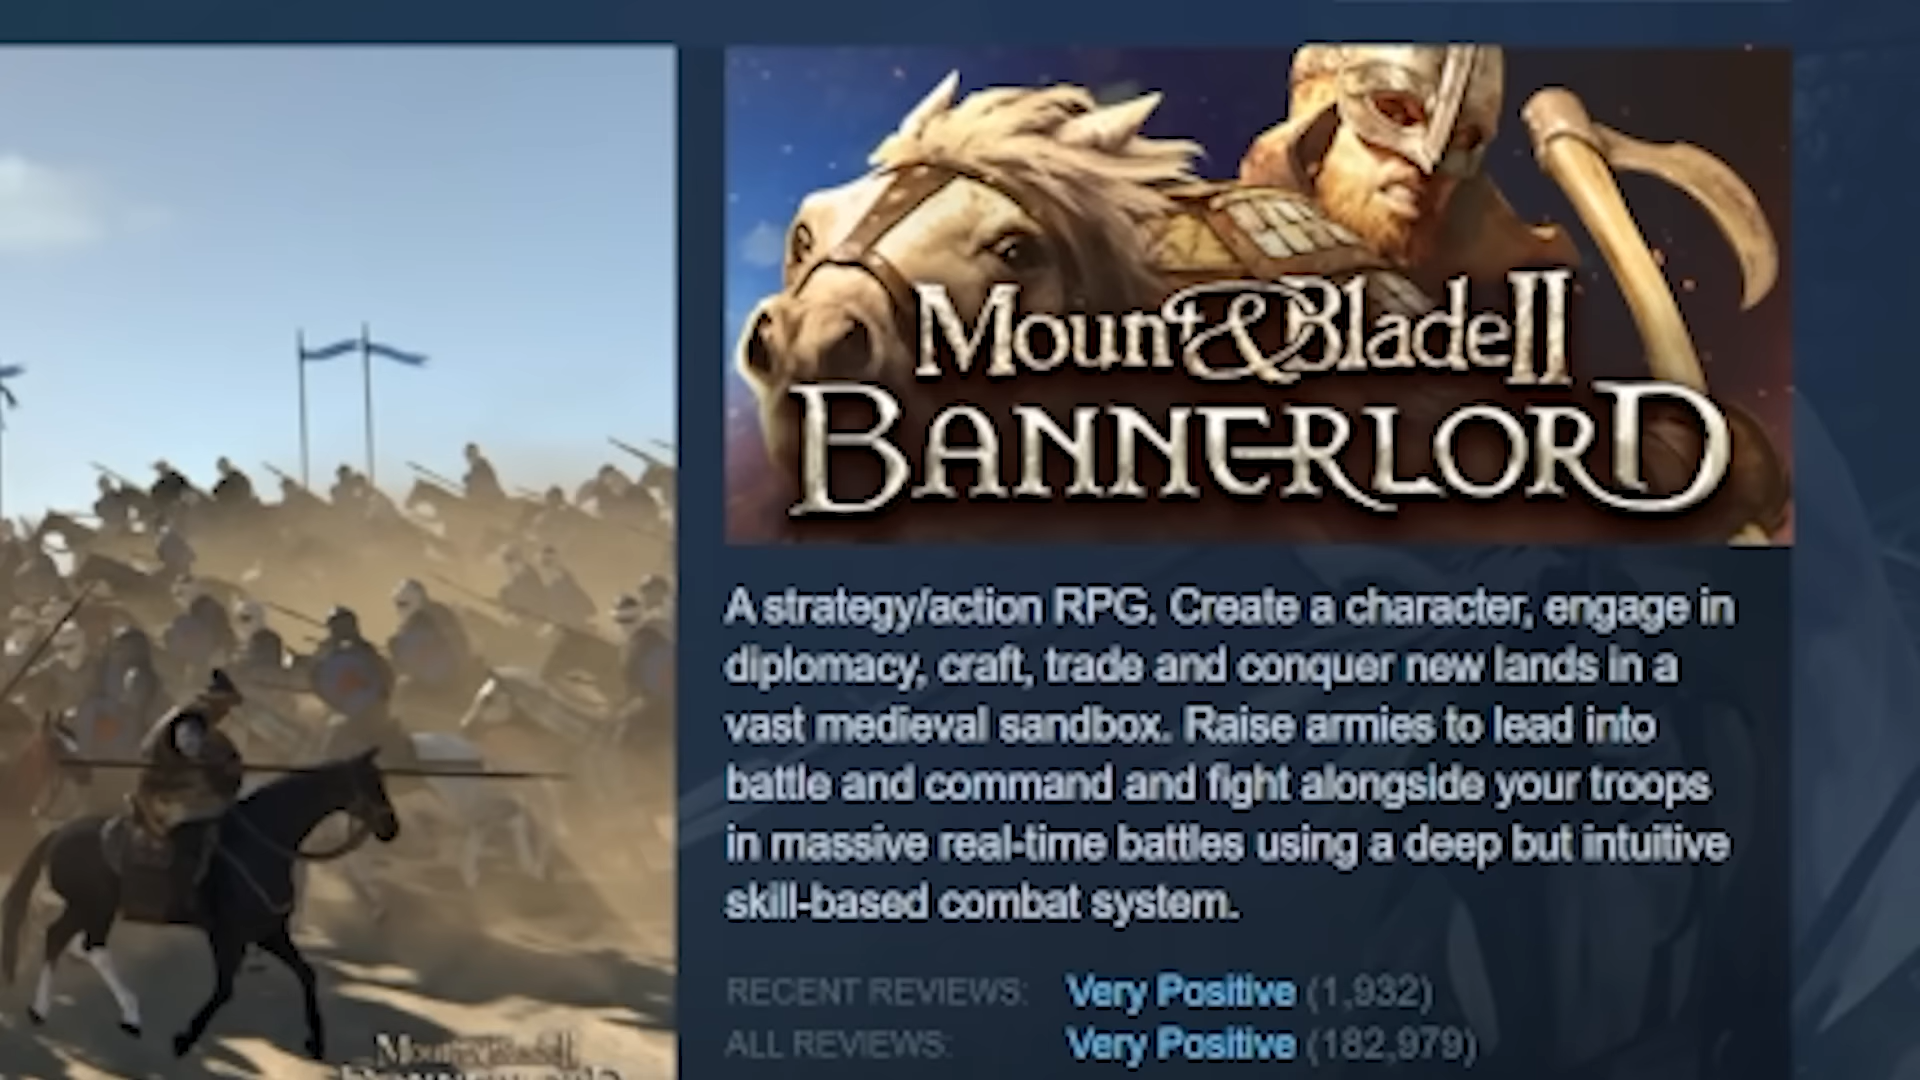 Mount & Blade II
BANNERLORD
A strategy/action RPG. Create a character, engage in
diplomacy, craft, trade and conquer new lands in a
vast medieval sandbox. Raise armies to lead into
battle and command and fight alongside your troops
in massive real-time battles using a deep but intuitive
skill-based combat system.
RECENT REVIEWS: Very Positive (1,932)
ALL REVIEWS: Very Positive (182,979)
Mount & Blade II